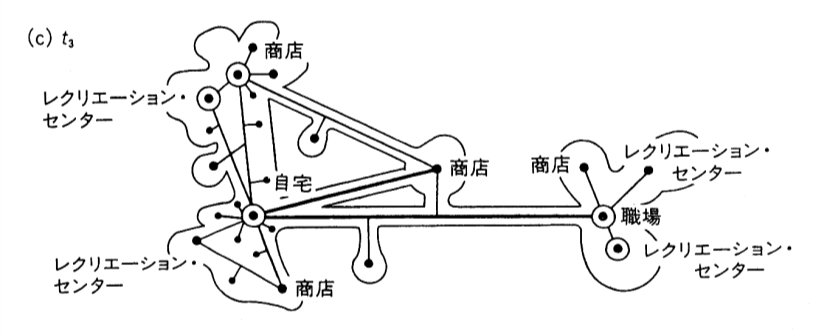 (c) t₃
商店
レクリエーション・
センター
自宅
商店
商店
レクリエーション・
センター
職場
レクリエーション・
センター
レクリエーション・
センター
商店